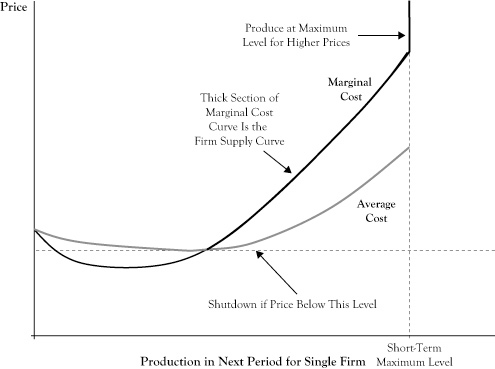 Price
Produce at Maximum
Level for Higher Prices
Marginal
Cost
Thick Section of
Marginal Cost
Curve Is the
Firm Supply Curve
Average
Cost
Shutdown if Price Below This Level
Short-Term
Maximum Level
Production in Next Period for Single Firm